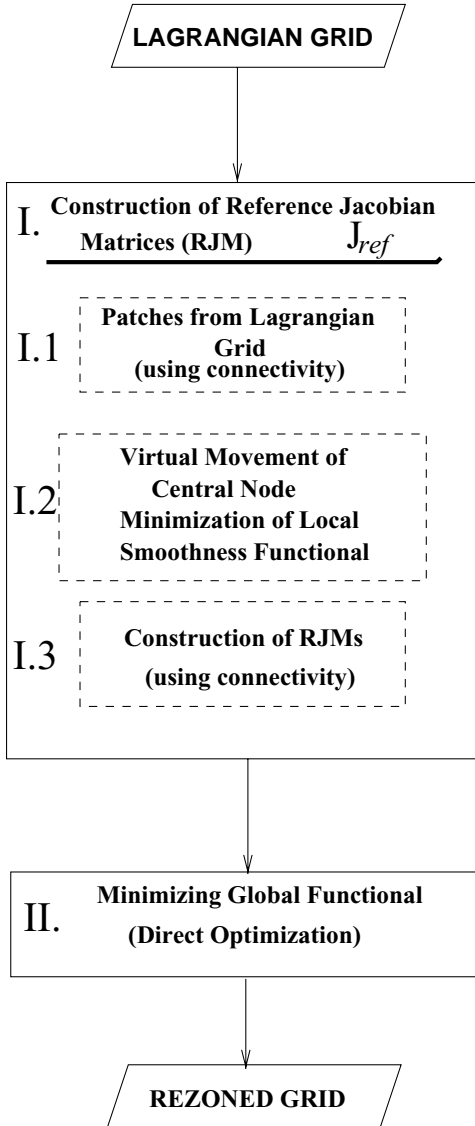 LAGRANGIAN GRID
I. Construction of Reference Jacobian
Matrices (RJM) J_ref
I.1
Patches from Lagrangian
Grid
(using connectivity)
I.2
Virtual Movement of
Central Node
Minimization of Local
Smoothness Functional
I.3
Construction of RJMs
(using connectivity)
II.
Minimizing Global Functional
(Direct Optimization)
REZONED GRID